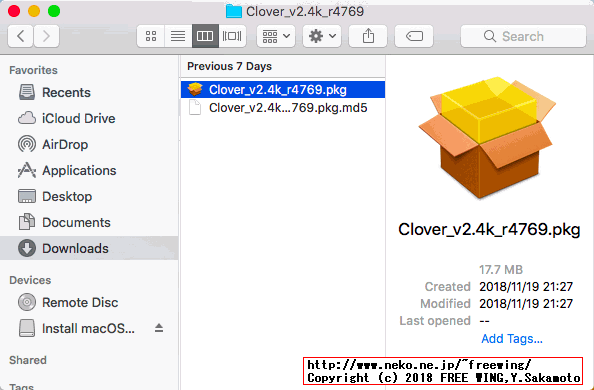 Clover_v2.4k_r4769
Search
Favorites
Recents
iCloud Drive
AirDrop
Applications
Desktop
Documents
Downloads
Devices
Remote Disc
Install macOS...
Shared
Tags
Previous 7 Days
Clover_v2.4k_r4769.pkg
Clover_v2.4k...769.pkg.md5
Clover_v2.4k_r4769.pkg
17.7 MB
Created 2018/11/19 21:27
Modified 2018/11/19 21:27
Last opened --
Add Tags...
http://www.neko.ne.jp/~freewing/
Copyright (c) 2018 FREE WING,Y.Sakamoto